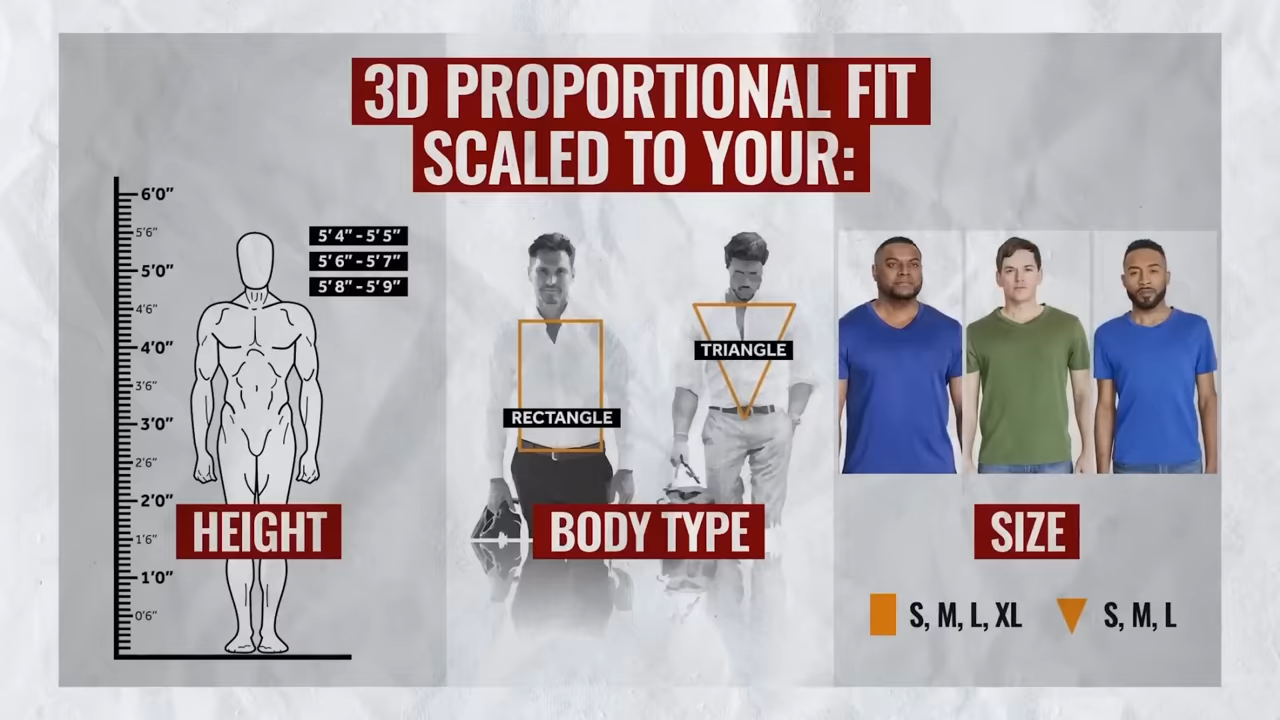 3D PROPORTIONAL FIT
SCALED TO YOUR:
6'0"
5'6"
5'0"
4'6"
4'0"
3'6"
3'0"
2'6"
2'0"
1'6"
1'0"
0'6"
5'4" - 5'5"
5'6" - 5'7"
5'8" - 5'9"
HEIGHT
RECTANGLE
TRIANGLE
BODY TYPE
SIZE
S, M, L, XL
S, M, L